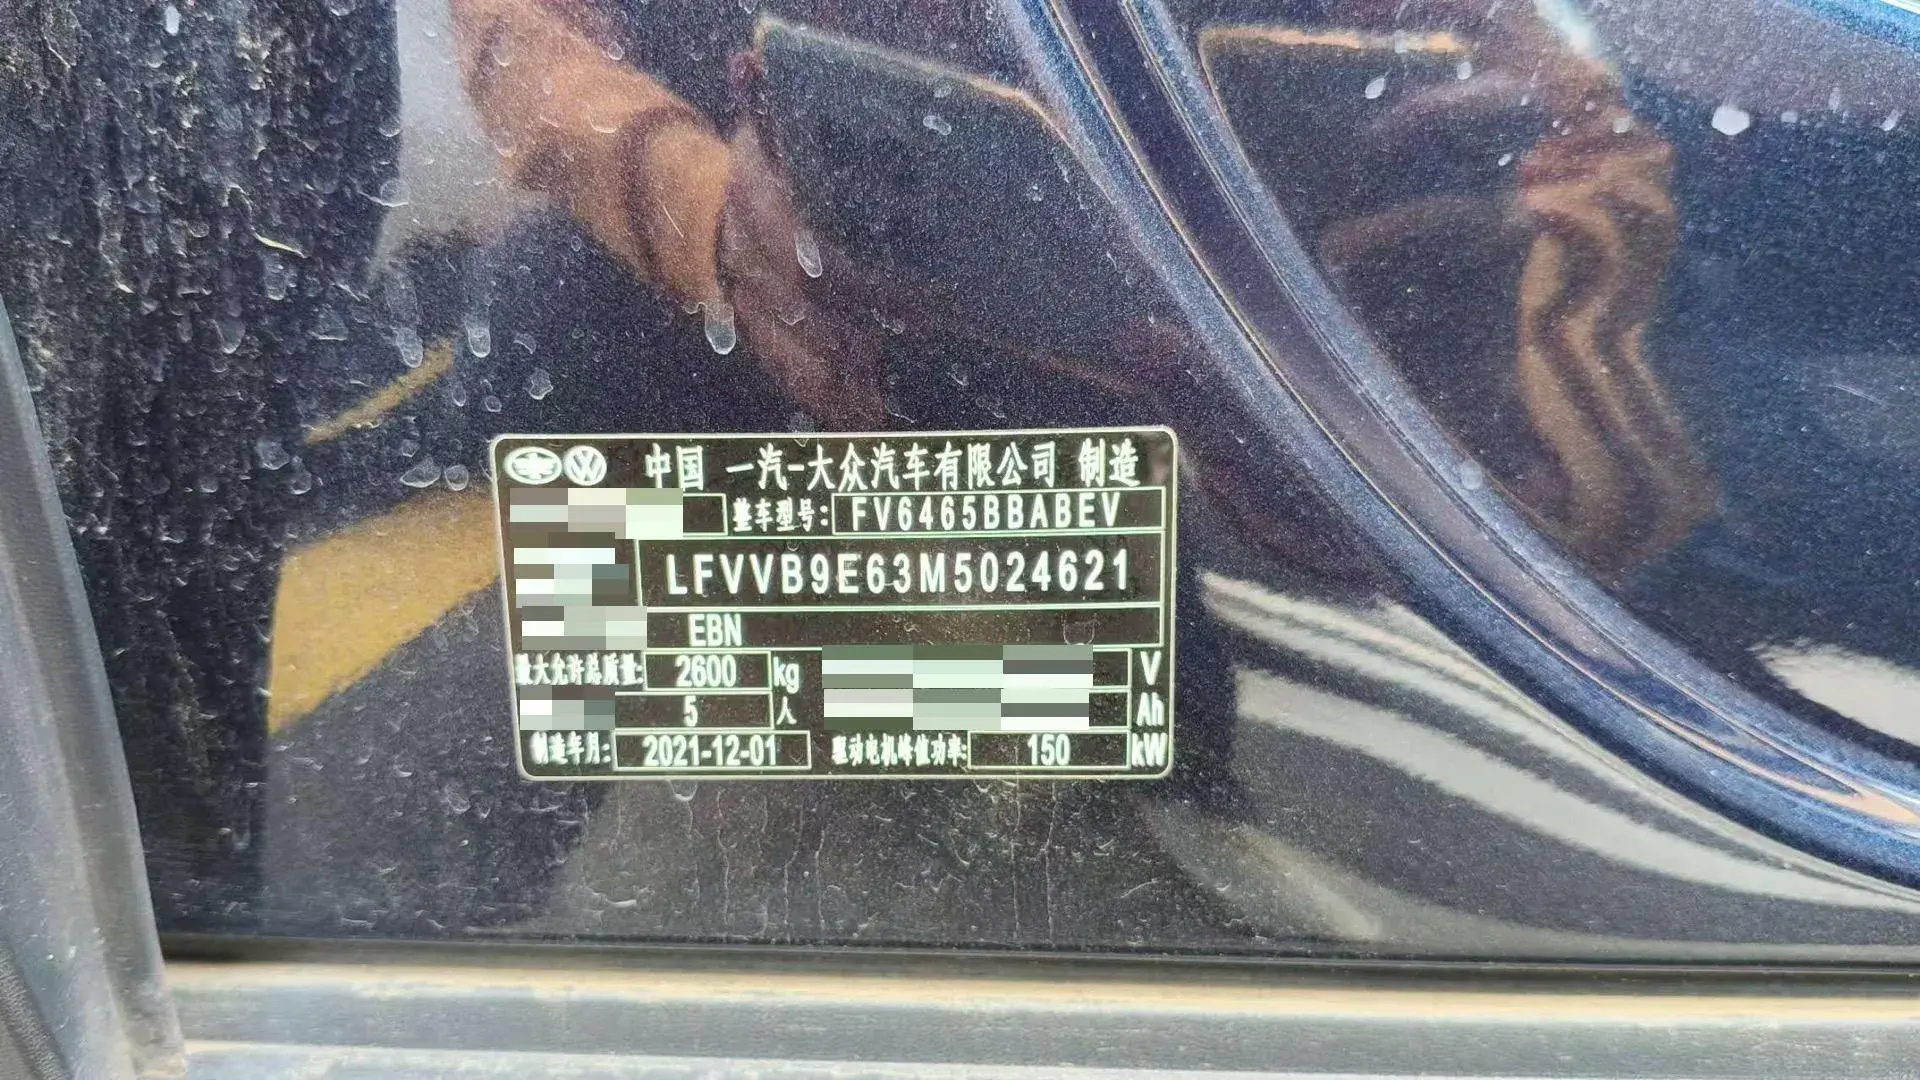 中国 一汽-大众汽车有限公司 制造
整车型号: FV6465BBABEV
LFVVB9E63M5024621
EBN
最大允许总质量: 2600 kg V
5 人 Ah
制造年月: 2021-12-01 驱动电机峰值功率: 150 kW